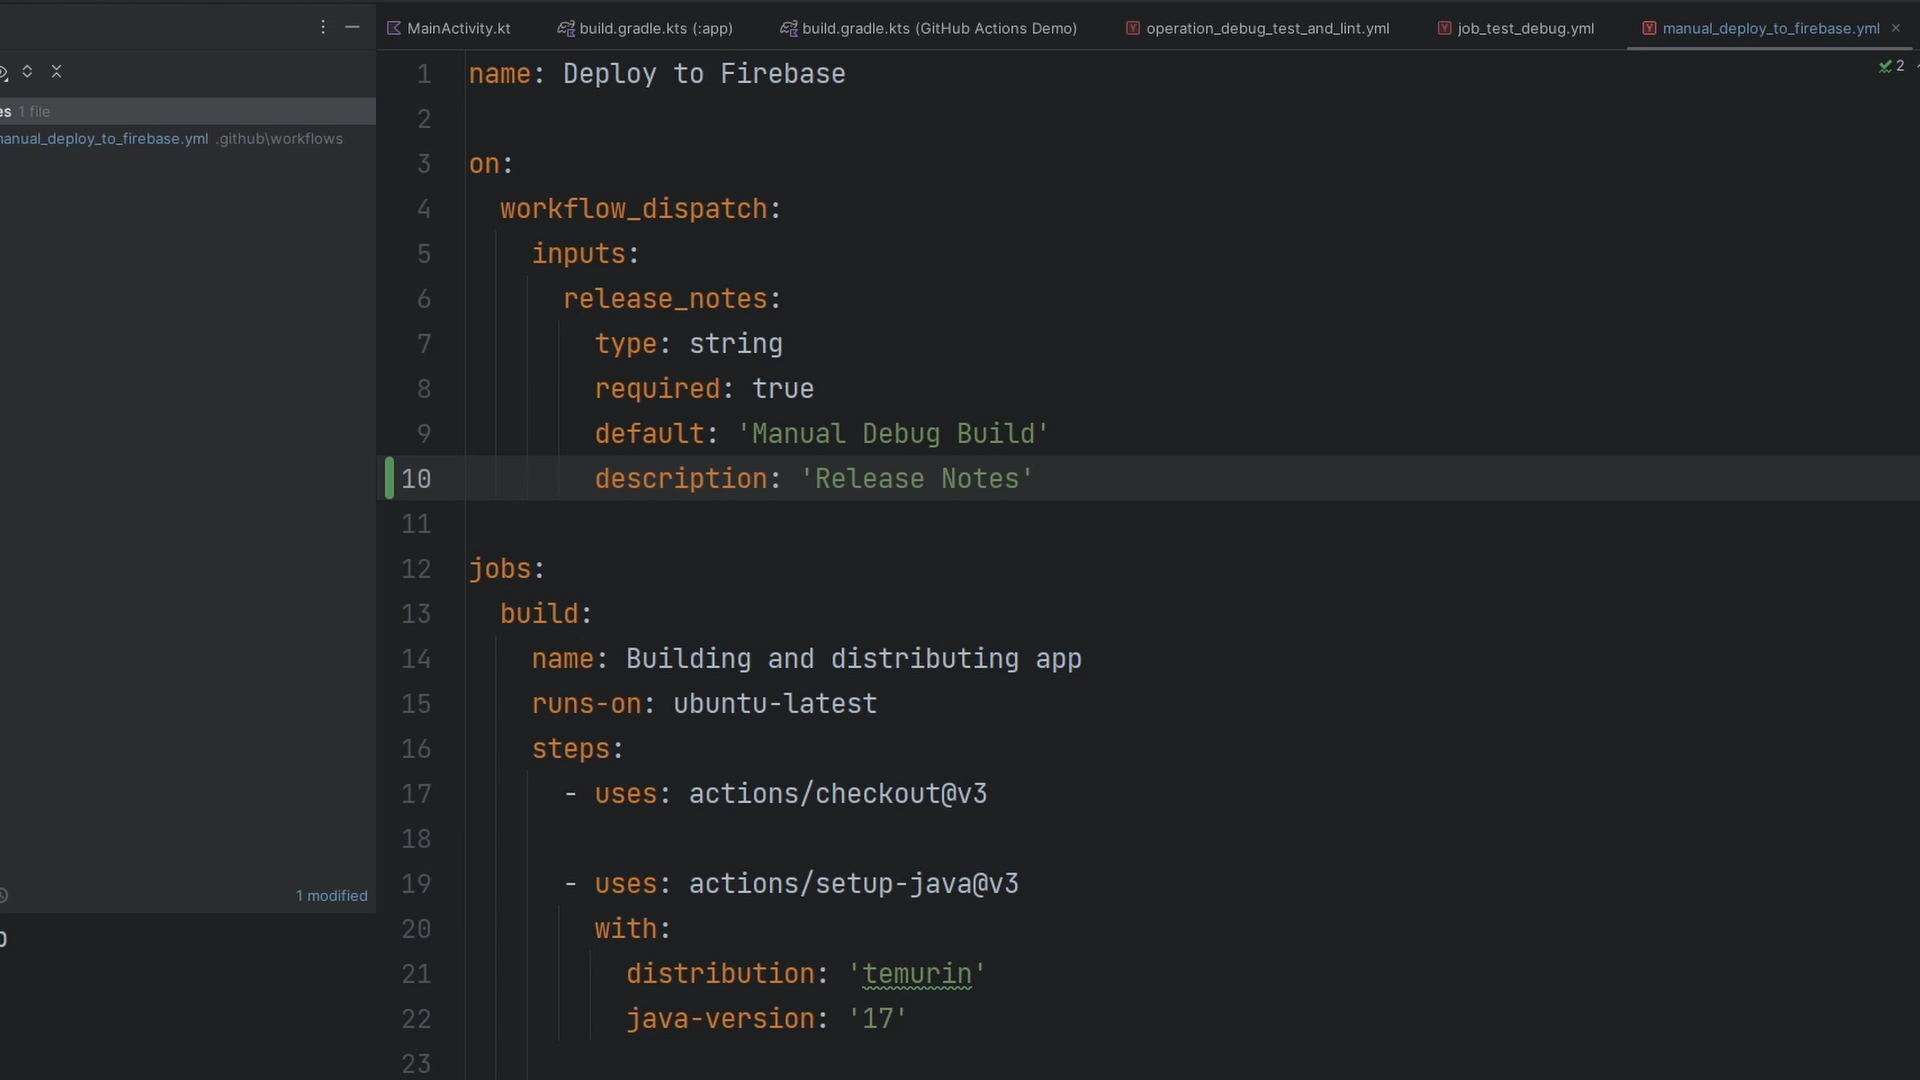 MainActivity.kt
build.gradle.kts (:app)
build.gradle.kts (GitHub Actions Demo)
operation_debug_test_and_lint.yml
job_test_debug.yml
manual_deploy_to_firebase.yml
2
1 file
manual_deploy_to_firebase.yml .github\workflows
1 modified
1 name: Deploy to Firebase
2
3 on:
4 workflow_dispatch:
5 inputs:
6 release_notes:
7 type: string
8 required: true
9 default: 'Manual Debug Build'
10 description: 'Release Notes'
11
12 jobs:
13 build:
14 name: Building and distributing app
15 runs-on: ubuntu-latest
16 steps:
17 - uses: actions/checkout@v3
18
19 - uses: actions/setup-java@v3
20 with:
21 distribution: 'temurin'
22 java-version: '17'
23